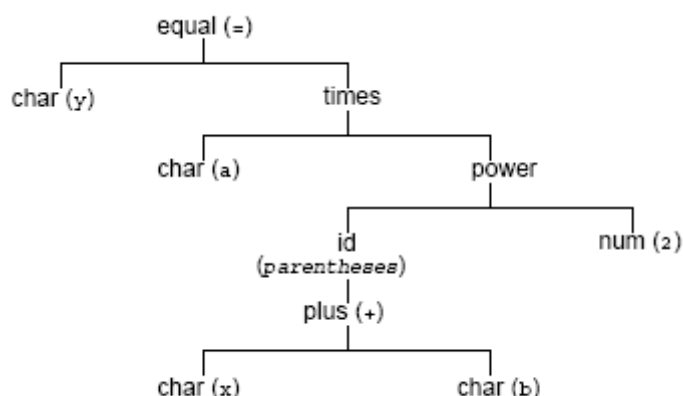 equal (=)
char (y) times
char (a) power
id num (2)
(parentheses)
plus (+)
char (x) char (b)